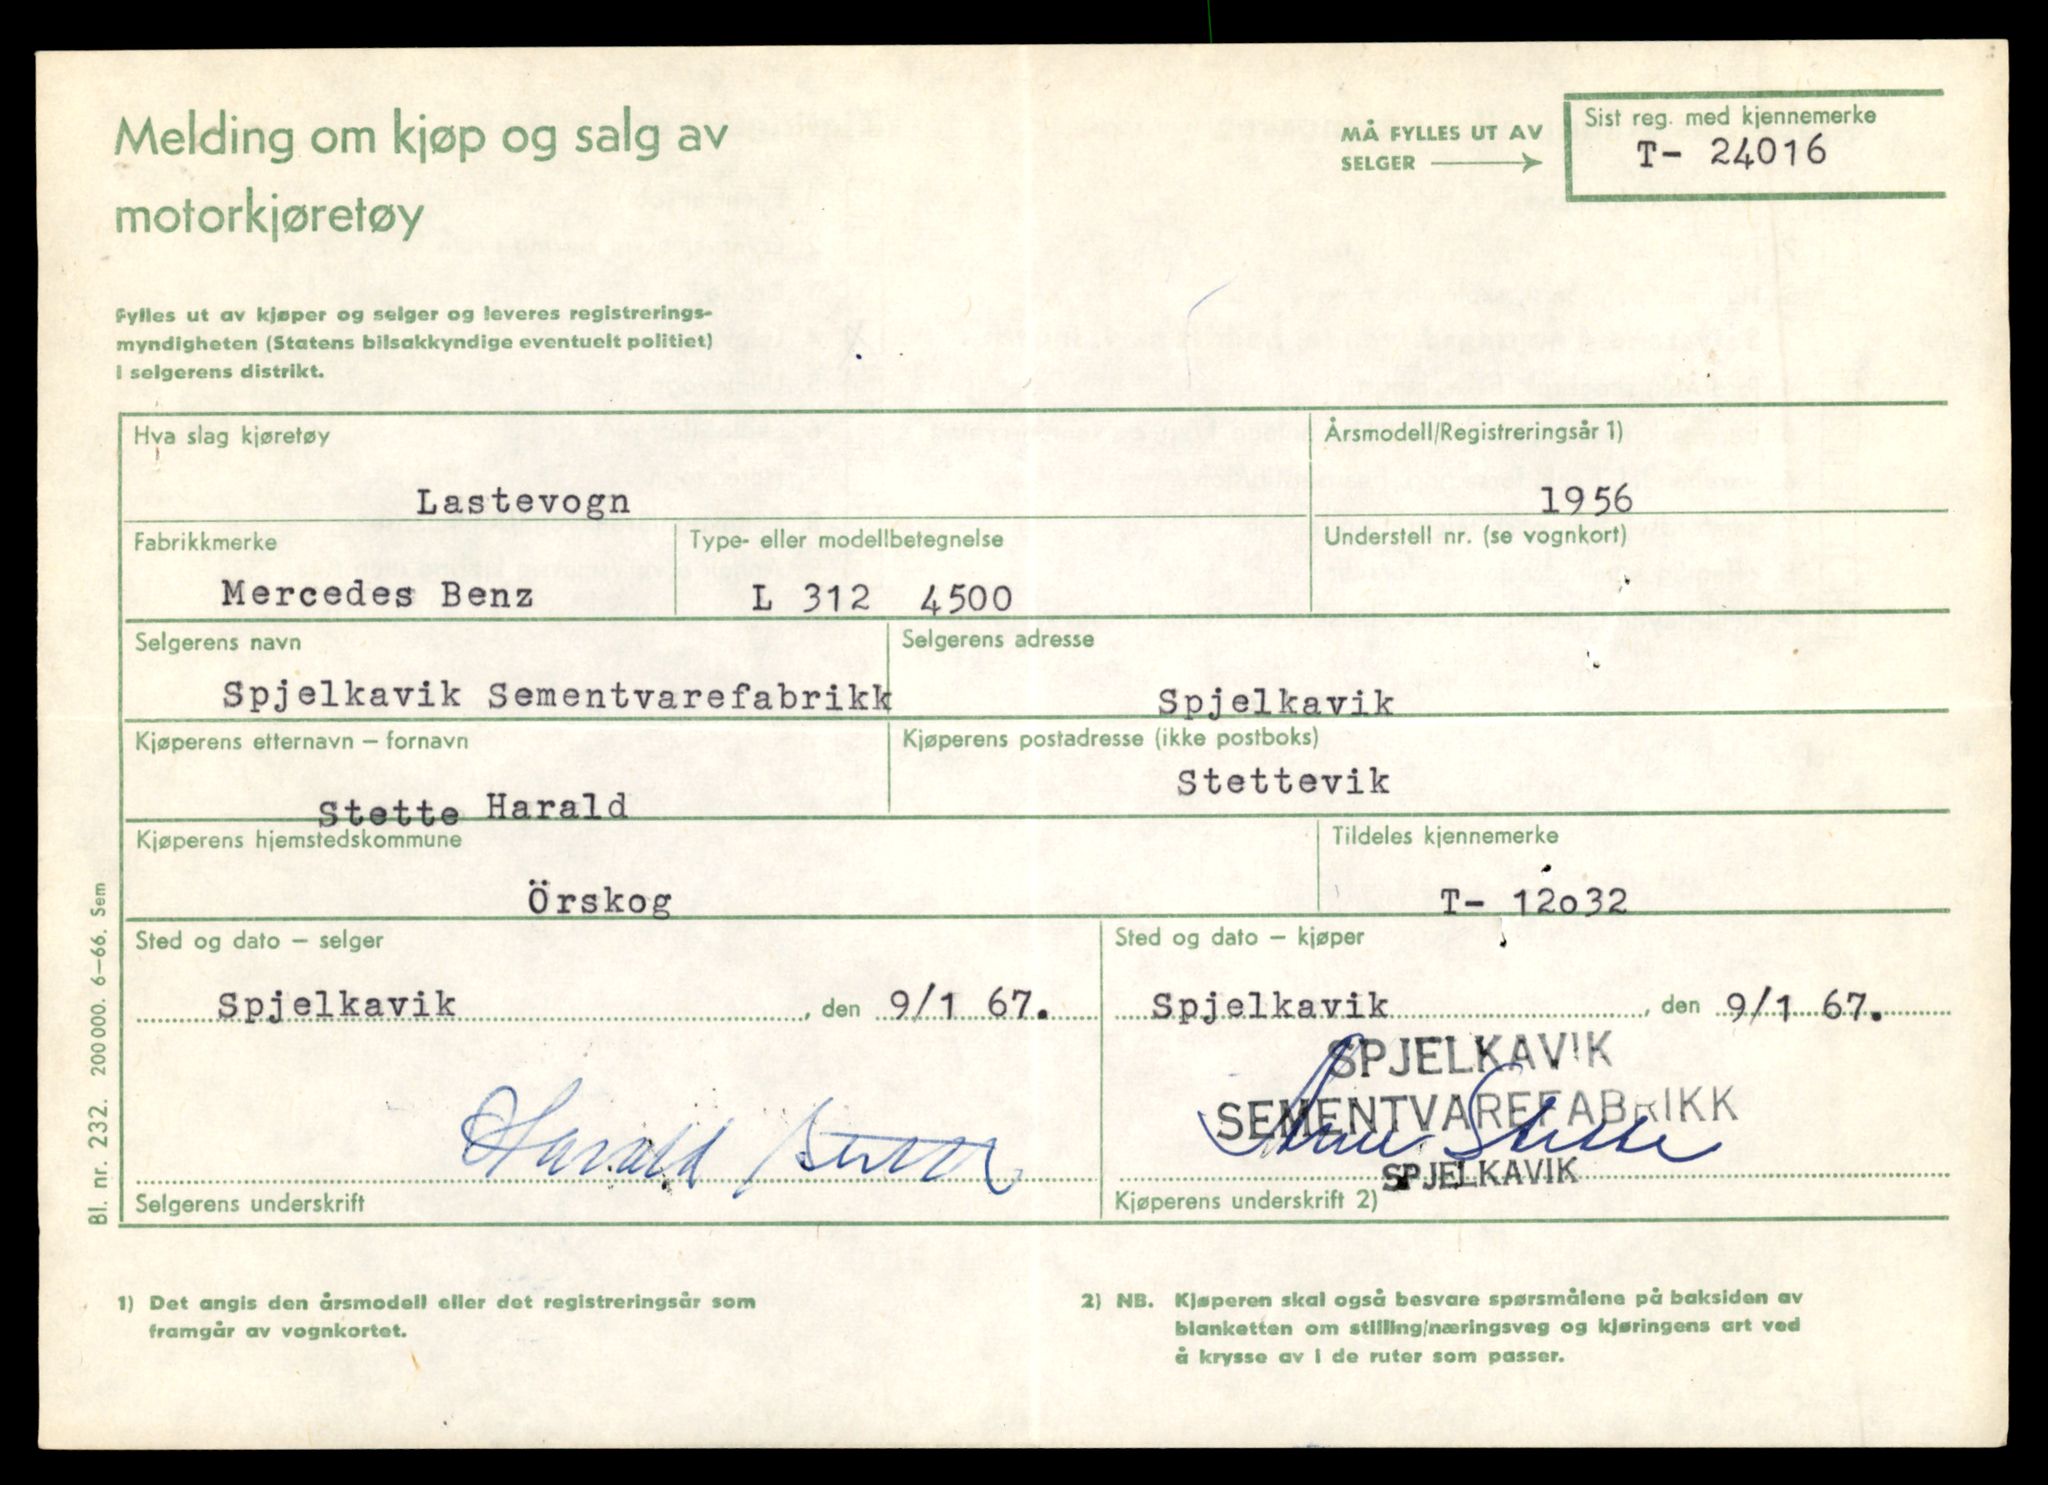 Melding om kjøp og salg av
motorkjøretøy
MÅ FYLLES UT AV
SELGER
Sist reg. med kjennemerke
T- 24016
Fylles ut av kjøper og selger og leveres registrerings-
myndigheten (Statens bilsakkyndige eventuelt politiet)
i selgerens distrikt.
Hva slag kjøretøy
Årsmodell/Registreringsår 1)
Lastevogn
1956
Fabrikkmerke
Type- eller modellbetegnelse
Understell nr. (se vognkort)
Mercedes Benz
L 312 4500
Selgerens navn
Selgerens adresse
Spjelkavik Sementvarefabrikk
Spjelkavik
Kjøperens etternavn – fornavn
Kjøperens postadresse (ikke postboks)
Stette Harald
Stettevik
Kjøperens hjemstedskommune
Tildeles kjennemerke
Örskog
T- 12o32
Sted og dato – selger
Sted og dato – kjøper
Spjelkavik , den 9/1 67.
Spjelkavik , den 9/1 67.
SPJELKAVIK
SEMENTVAREFABRIKK
SPJELKAVIK
Harald Stette
Arne Stette
Selgerens underskrift
Kjøperens underskrift 2)
Bl. nr. 232. 200 000. 6–66. Sem
1) Det angis den årsmodell eller det registreringsår som
framgår av vognkortet.
2) NB. Kjøperen skal også besvare spørsmålene på baksiden av
blanketten om stilling/næringsveg og kjøringens art ved
å krysse av i de ruter som passer.